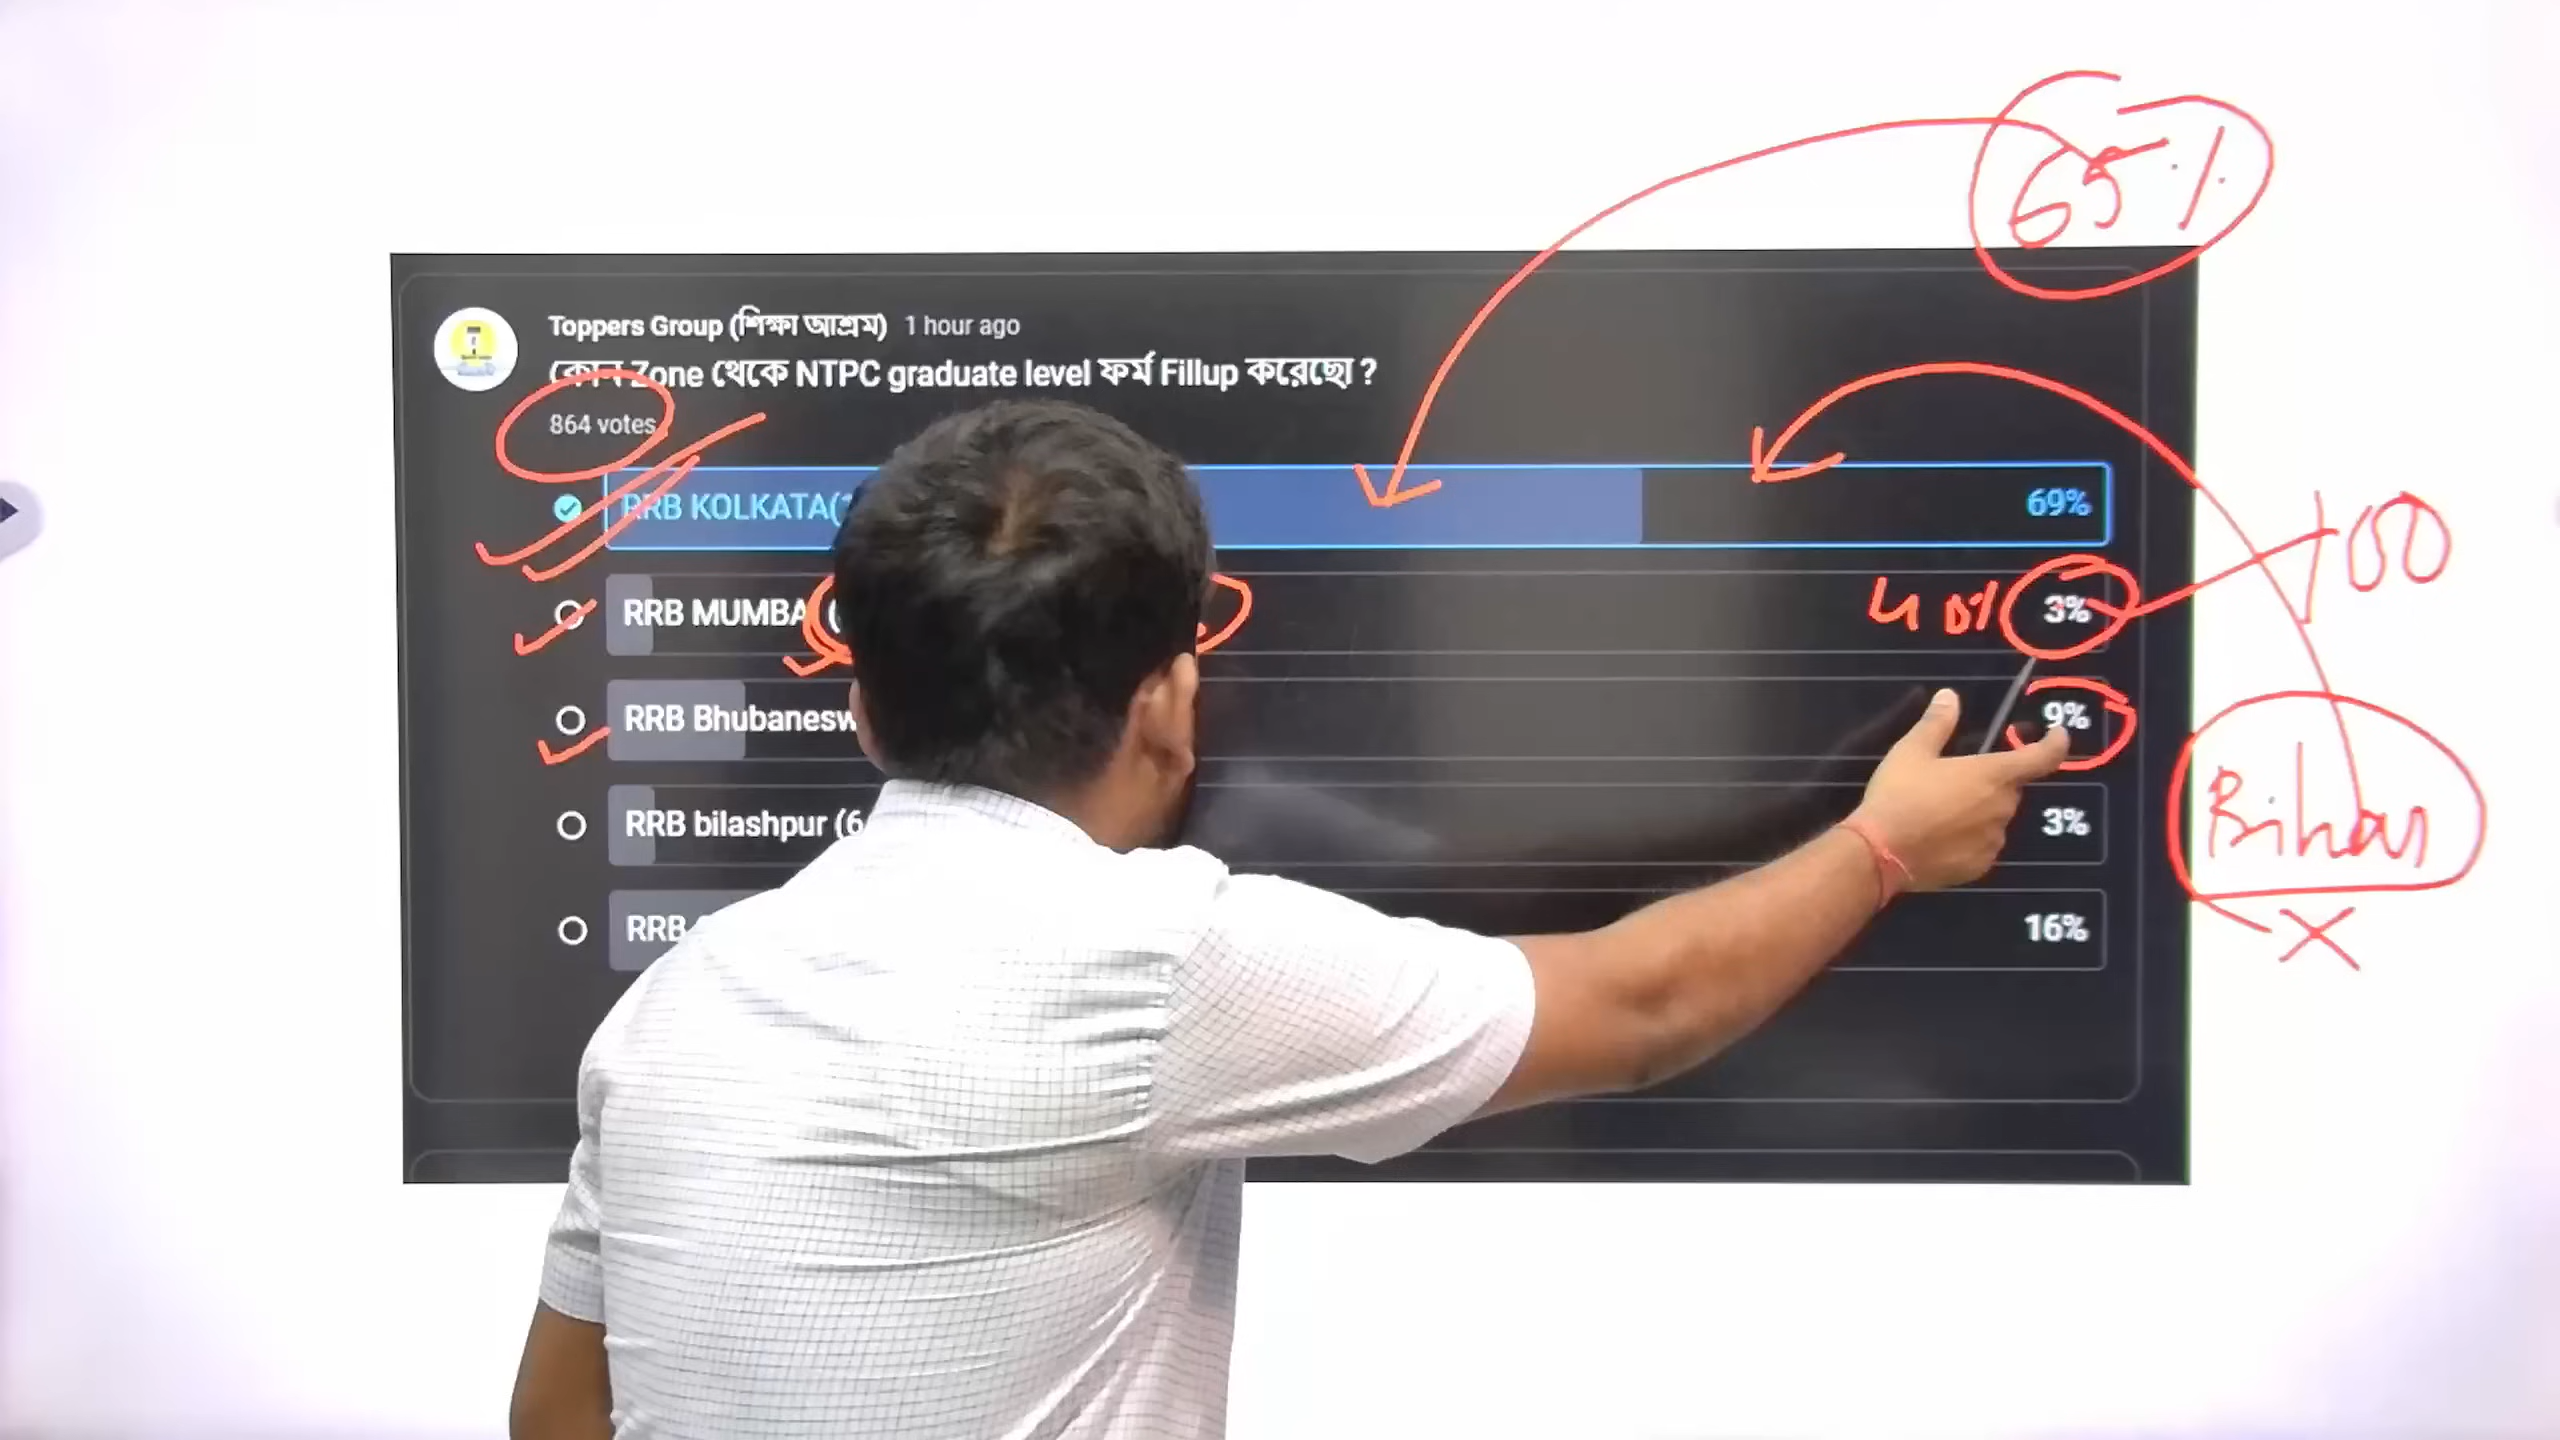 65%
Toppers Group (শিক্ষা আশ্রম) 1 hour ago
কোন Zone থেকে NTPC graduate level ফর্ম Fillup করেছো ?
864 votes
RRB KOLKATA( 69%
RRB MUMBAI ( 3%
100
RRB Bhubanesw 9%
Bihar
RRB bilashpur (6 3%
RRB 16%